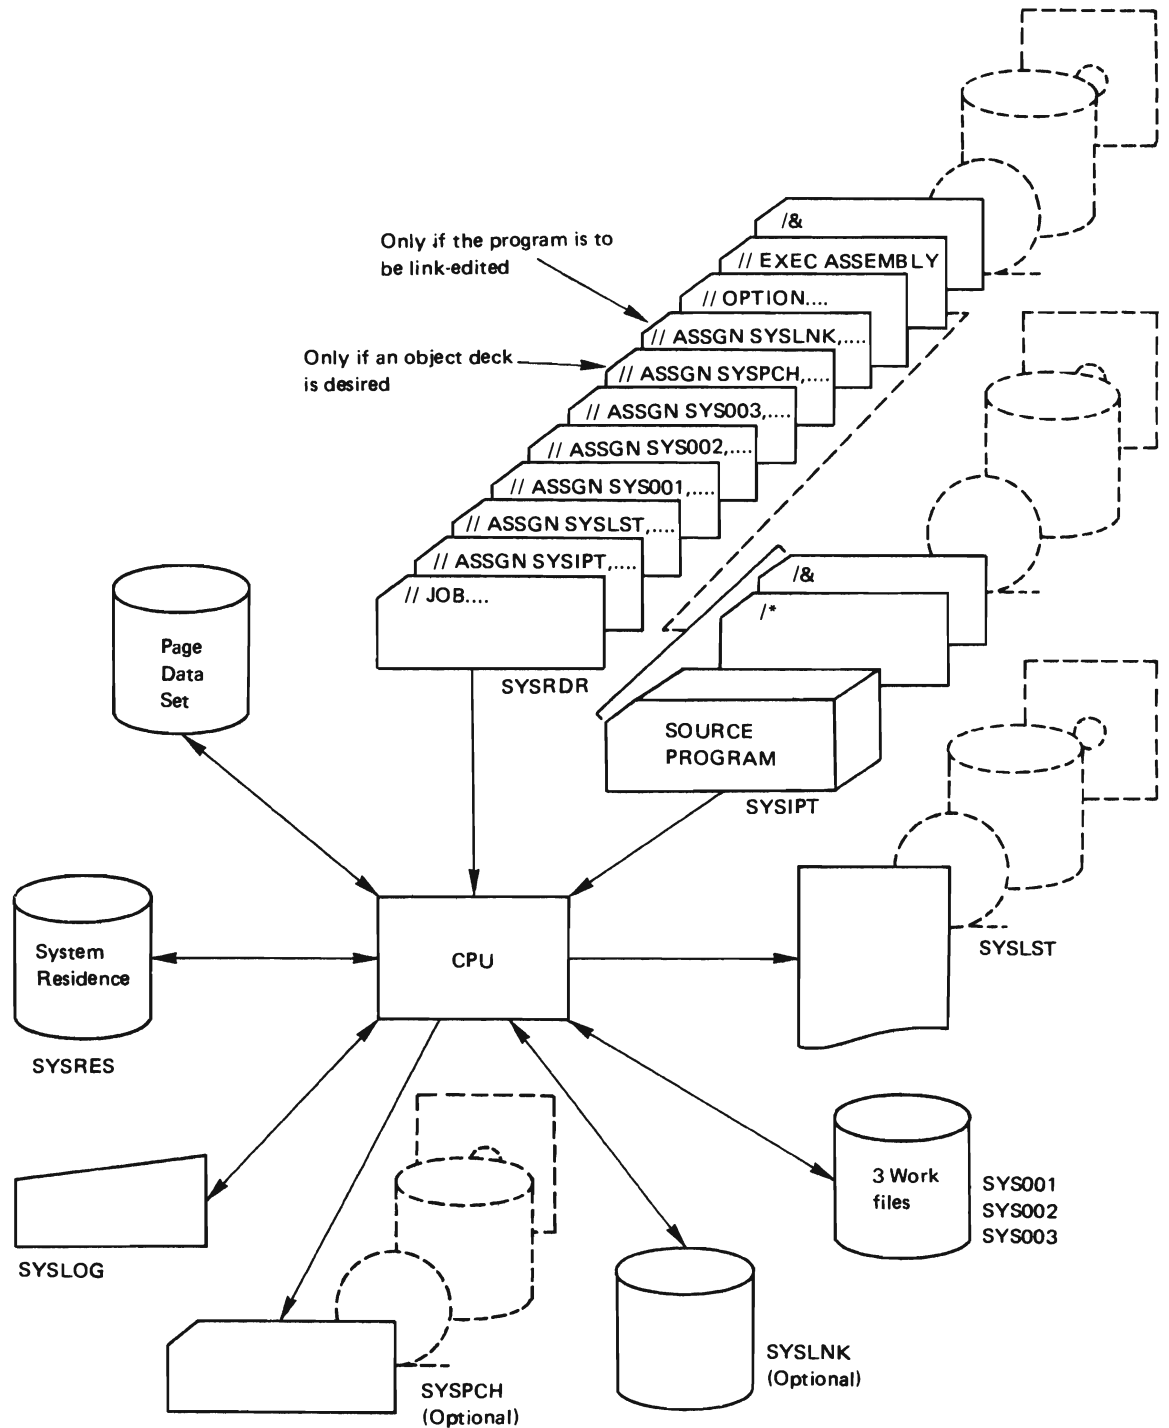 /&
Only if the program is to
be link-edited
// EXEC ASSEMBLY
// OPTION....
// ASSGN SYSLNK,....
Only if an object deck
is desired
// ASSGN SYSPCH,....
// ASSGN SYS003,....
// ASSGN SYS002,....
// ASSGN SYS001,....
// ASSGN SYSLST,....
// ASSGN SYSIPT,....
// JOB....
SYSRDR
/&
/*
SOURCE
PROGRAM
SYSIPT
Page
Data
Set
System
Residence
SYSRES
CPU
SYSLST
3 Work
files
SYS001
SYS002
SYS003
SYSLOG
SYSPCH
(Optional)
SYSLNK
(Optional)